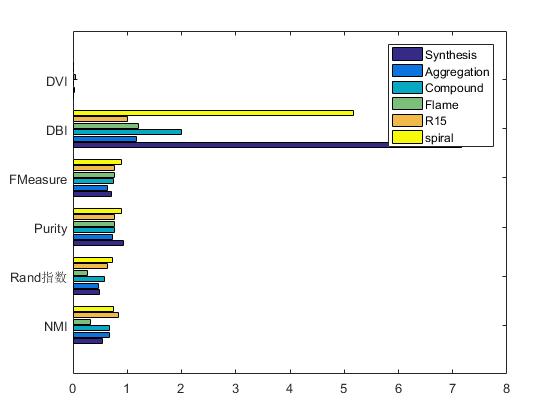 Synthesis
Aggregation
Compound
Flame
R15
spiral
DVI
DBI
FMeasure
Purity
Rand指数
NMI
0 1 2 3 4 5 6 7 8